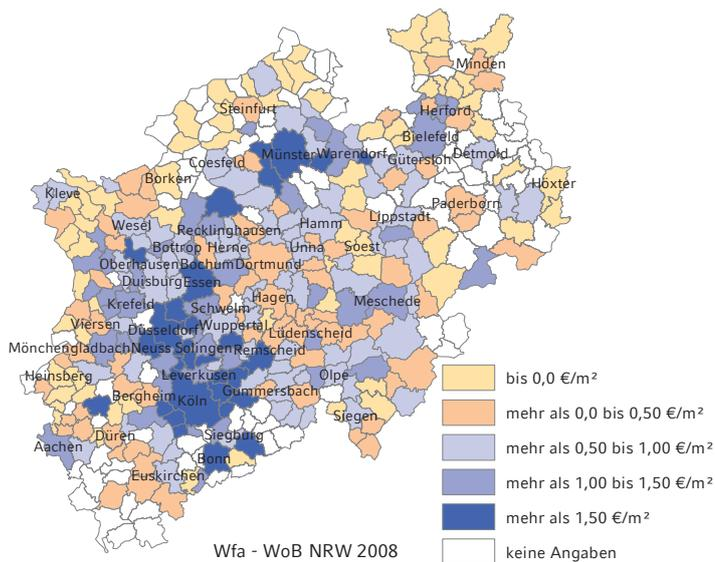 Minden
Steinfurt
Herford
Bielefeld
Münster Warendorf
Coesfeld
Gütersloh Detmold
Borken
Höxter
Kleve
Paderborn
Lippstadt
Wesel
Hamm
Recklinghausen
Bottrop Herne Unna Soest
Oberhausen Bochum Dortmund
Duisburg Essen
Hagen
Krefeld Meschede
Schwelm
Viersen Wuppertal
Düsseldorf Lüdenscheid
Mönchengladbach Neuss Solingen Remscheid
Heinsberg Leverkusen Olpe
Gummersbach
Bergheim Köln
Siegen
Düren Siegburg
Aachen
Bonn
Euskirchen
bis 0,0 €/m²
mehr als 0,0 bis 0,50 €/m²
mehr als 0,50 bis 1,00 €/m²
mehr als 1,00 bis 1,50 €/m²
mehr als 1,50 €/m²
keine Angaben
Wfa - WoB NRW 2008